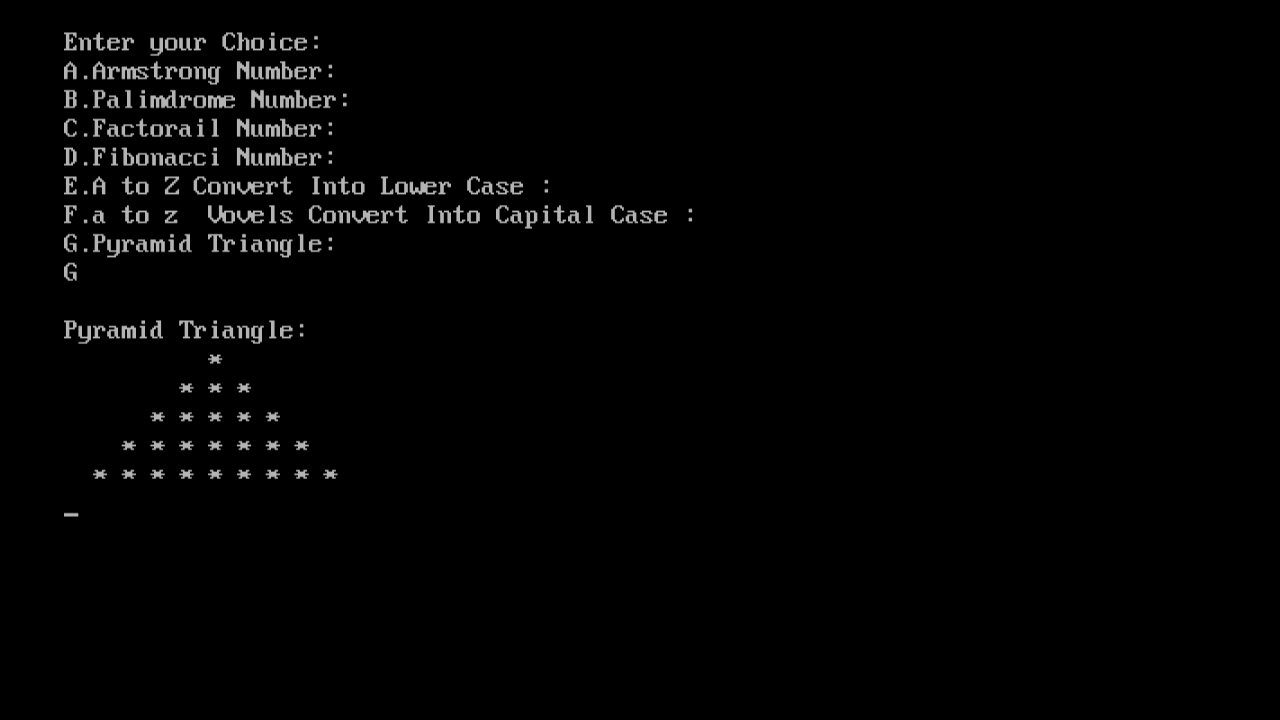 Enter your Choice:
A.Armstrong Number:
B.Palimdrome Number:
C.Factorail Number:
D.Fibonacci Number:
E.A to Z Convert Into Lower Case :
F.a to z  Vovels Convert Into Capital Case :
G.Pyramid Triangle:
G
Pyramid Triangle:
*
* * *
* * * * *
* * * * * * *
* * * * * * * * *
_